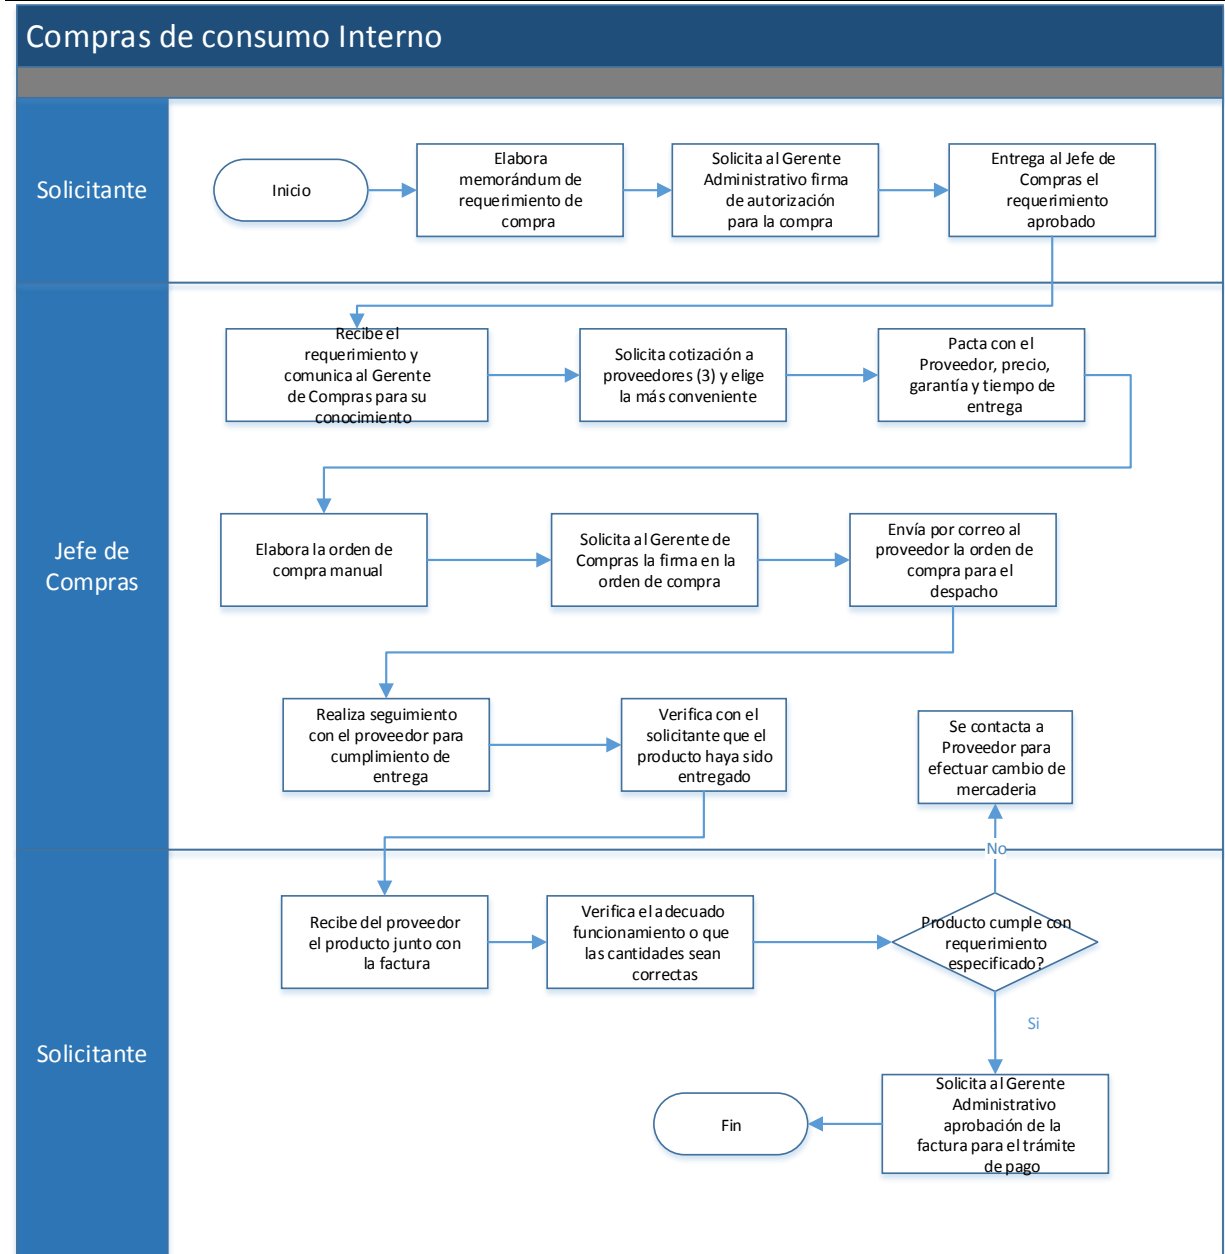 Compras de consumo Interno
Solicitante
Inicio
Elabora
memorándum de
requerimiento de
compra
Solicita al Gerente
Administrativo firma
de autorización
para la compra
Entrega al Jefe de
Compras el
requerimiento
aprobado
Jefe de
Compras
Recibe el
requerimiento y
comunica al Gerente
de Compras para su
conocimiento
Solicita cotización a
proveedores (3) y elige
la más conveniente
Pacta con el
Proveedor, precio,
garantía y tiempo de
entrega
Elabora la orden de
compra manual
Solicita al Gerente de
Compras la firma en la
orden de compra
Envía por correo al
proveedor la orden de
compra para el
despacho
Realiza seguimiento
con el proveedor para
cumplimiento de
entrega
Verifica con el
solicitante que el
producto haya sido
entregado
Se contacta a
Proveedor para
efectuar cambio de
mercaderia
No
Solicitante
Recibe del proveedor
el producto junto con
la factura
Verifica el adecuado
funcionamiento o que
las cantidades sean
correctas
Producto cumple con
requerimiento
especificado?
Si
Solicita al Gerente
Administrativo
aprobación de la
factura para el trámite
de pago
Fin